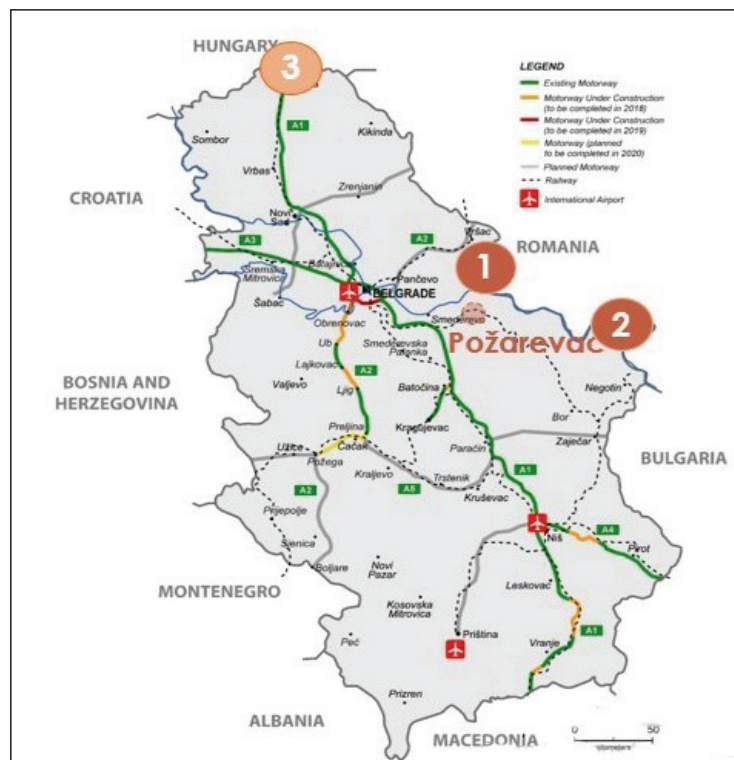 HUNGARY
3
LEGEND
Existing Motorway
Motorway Under Construction
(to be completed in 2018)
Motorway Under Construction
(to be completed in 2019)
Motorway (planned
to be completed in 2020)
Planned Motorway
Railway
International Airport
A1
Sombor
Kikinda
Vrbas
CROATIA
Zrenjanin
Novi
Sad
A3
A2
Vršac
ROMANIA
Batajnica
Sremska
Mitrovica
Pančevo
1
BELGRADE
Šabac
Obrenovac
Smederevo
2
Požarevac
Ub
Smederevska
Palanka
Lajkovac
A2
BOSNIA AND
HERZEGOVINA
Valjevo
Ljig
Batočina
Negotin
Bor
Preljina
Kragujevac
Užice
Čačak
Paraćin
Zaječar
Požega
Kraljevo
Trstenik
A1
BULGARIA
A2
A5
Kruševac
Prijepolje
Niš
A4
Pirot
Sjenica
Novi
Pazar
Boljare
MONTENEGRO
Leskovac
Kosovska
Mitrovica
Priština
A1
Peć
Vranje
Prizren
ALBANIA
MACEDONIA
0
50
kilometers